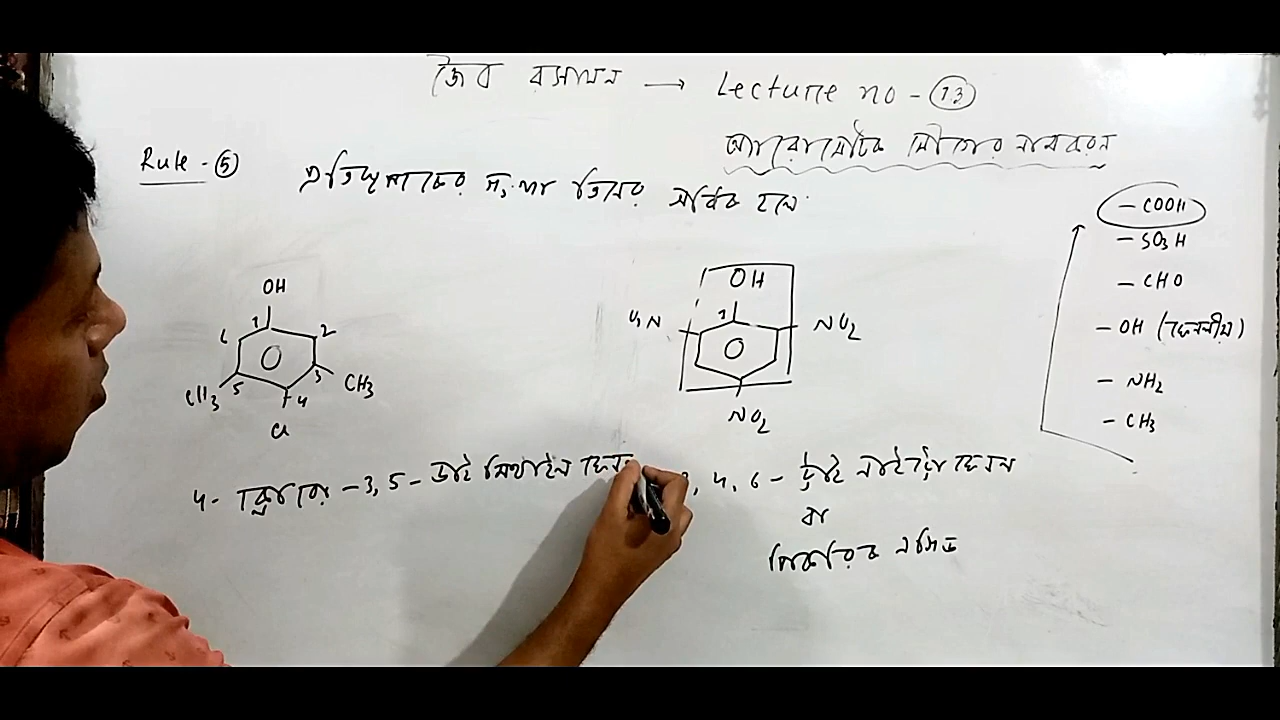 জৈব রসায়ন → Lecture no - 13
অ্যারোমেটিক যৌগের নামকরন
Rule - 5
প্রতিস্থাপকের সংখ্যা তিনের অধিক হলে
OH
1
2
3
4
5
6
CH3
CH3
Cl
4 - ক্লোরো - 3, 5 - ডাই মিথাইল ফেন
OH
1
NO2
NO2
, 4, 6 - ট্রাই নাইট্রো ফেনল
বা
পিকরিক এসিড
- COOH
- SO3H
- CHO
- OH (ফেনলীয়)
- NH2
- CH3